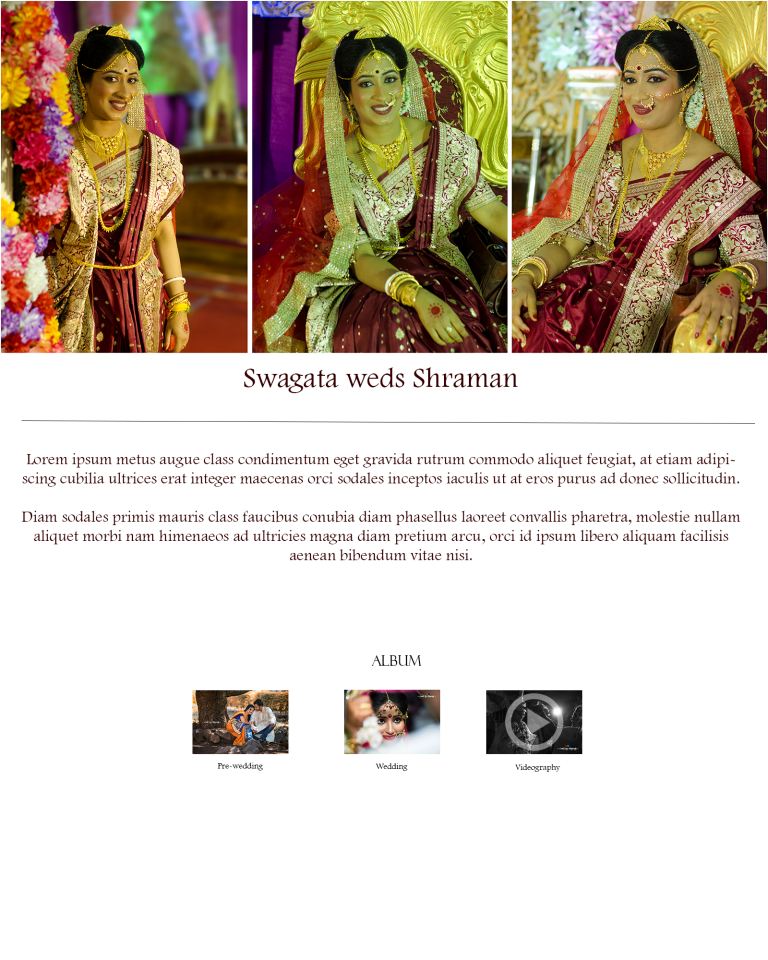 Swagata weds Shraman
Lorem ipsum metus augue class condimentum eget gravida rutrum commodo aliquet feugiat, at etiam adipi-
scing cubilia ultrices erat integer maecenas orci sodales inceptos iaculis ut at eros purus ad donec sollicitudin.
Diam sodales primis mauris class faucibus conubia diam phasellus laoreet convallis pharetra, molestie nullam
aliquet morbi nam himenaeos ad ultricies magna diam pretium arcu, orci id ipsum libero aliquam facilisis
aenean bibendum vitae nisi.
ALBUM
Pre-wedding
Wedding
Videography